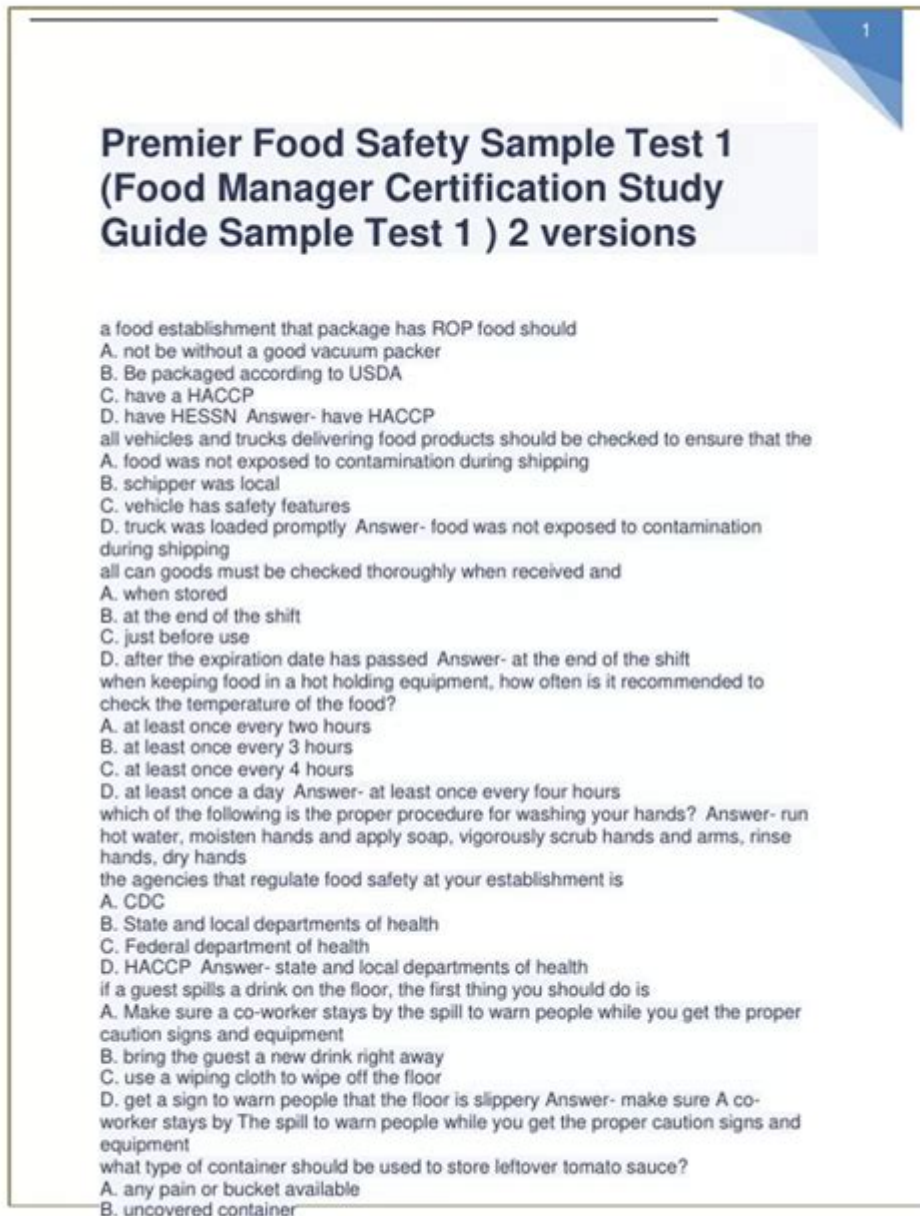 1
Premier Food Safety Sample Test 1
(Food Manager Certification Study
Guide Sample Test 1 ) 2 versions
a food establishment that package has ROP food should
A. not be without a good vacuum packer
B. Be packaged according to USDA
C. have a HACCP
D. have HESSN Answer- have HACCP
all vehicles and trucks delivering food products should be checked to ensure that the
A. food was not exposed to contamination during shipping
B. schipper was local
C. vehicle has safety features
D. truck was loaded promptly Answer- food was not exposed to contamination
during shipping
all can goods must be checked thoroughly when received and
A. when stored
B. at the end of the shift
C. just before use
D. after the expiration date has passed Answer- at the end of the shift
when keeping food in a hot holding equipment, how often is it recommended to
check the temperature of the food?
A. at least once every two hours
B. at least once every 3 hours
C. at least once every 4 hours
D. at least once a day Answer- at least once every four hours
which of the following is the proper procedure for washing your hands? Answer- run
hot water, moisten hands and apply soap, vigorously scrub hands and arms, rinse
hands, dry hands
the agencies that regulate food safety at your establishment is
A. CDC
B. State and local departments of health
C. Federal department of health
D. HACCP Answer- state and local departments of health
if a guest spills a drink on the floor, the first thing you should do is
A. Make sure a co-worker stays by the spill to warn people while you get the proper
caution signs and equipment
B. bring the guest a new drink right away
C. use a wiping cloth to wipe off the floor
D. get a sign to warn people that the floor is slippery Answer- make sure A co-
worker stays by The spill to warn people while you get the proper caution signs and
equipment
what type of container should be used to store leftover tomato sauce?
A. any pain or bucket available
B. uncovered container